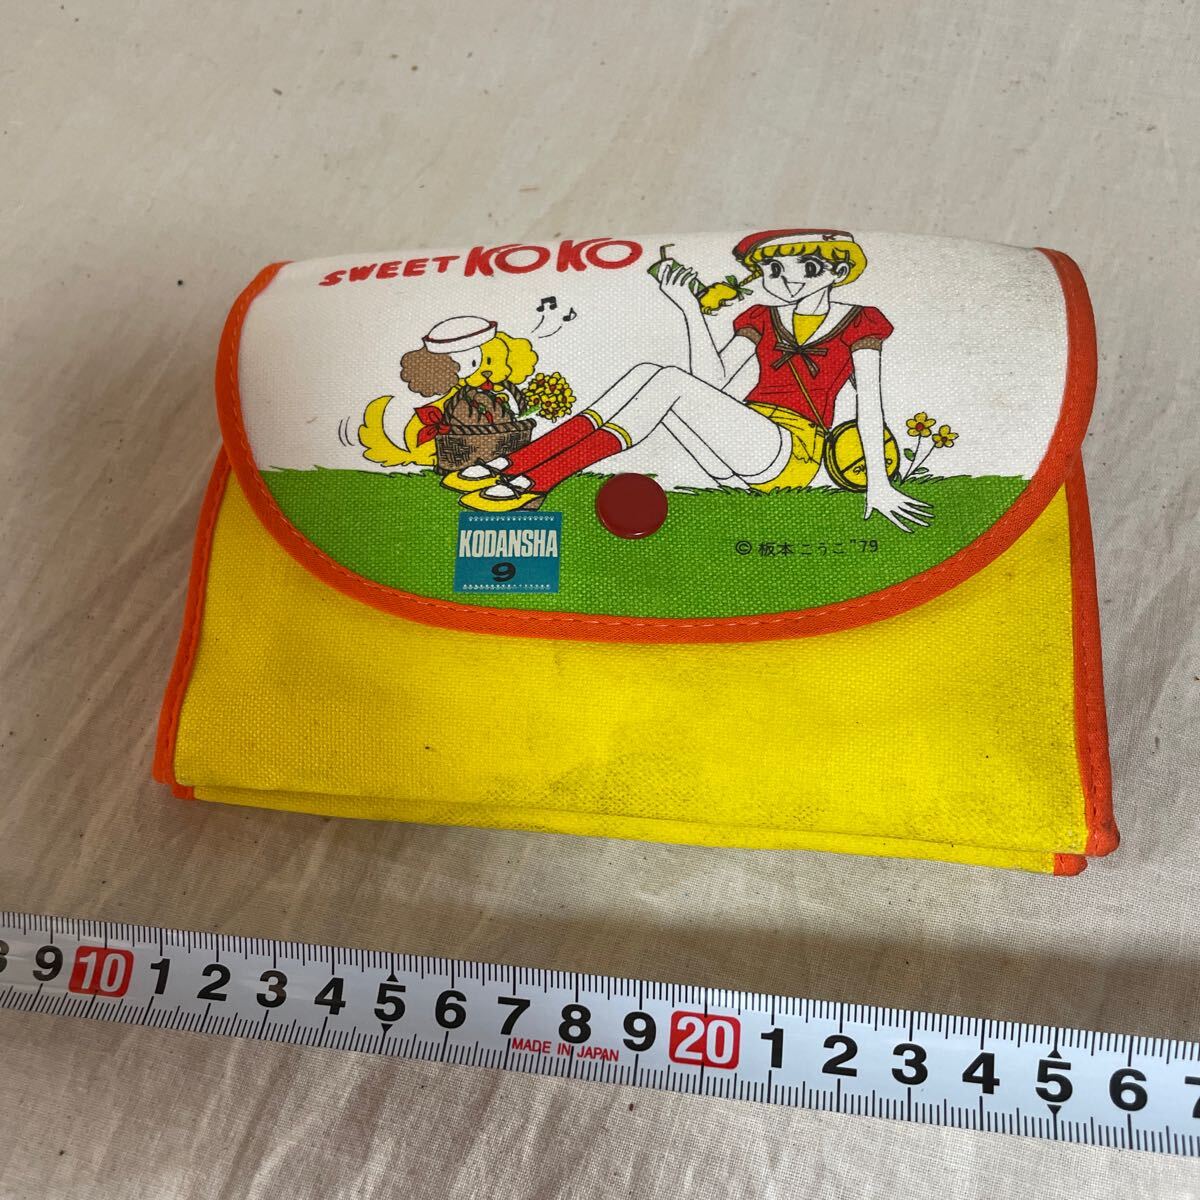 SWEET KOKO
KODANSHA
9
© 板本こうこ '79
8 9 10 1 2 3 4 5 6 7 8 9 20 1 2 3 4 5 6 7
MADE IN JAPAN